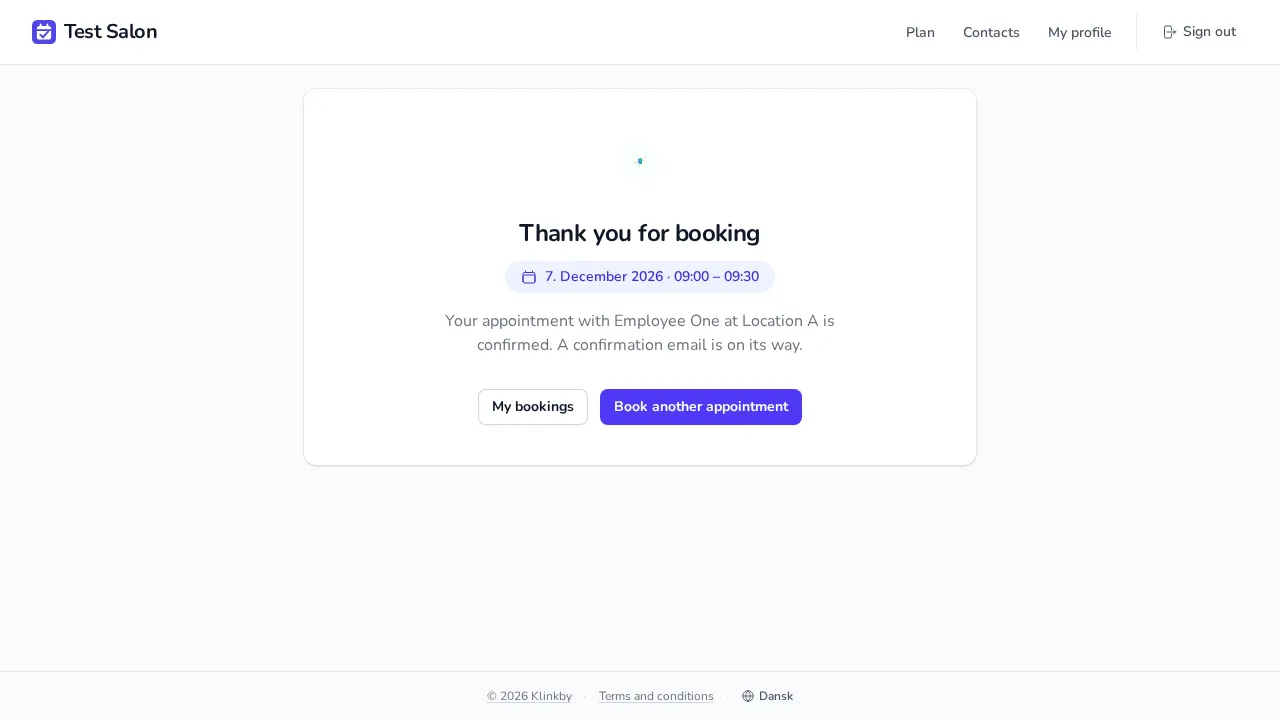 Test Salon
Plan
Contacts
My profile
Sign out
Thank you for booking
7. December 2026 · 09:00 – 09:30
Your appointment with Employee One at Location A is
confirmed. A confirmation email is on its way.
My bookings
Book another appointment
© 2026 Klinkby · Terms and conditions · Dansk